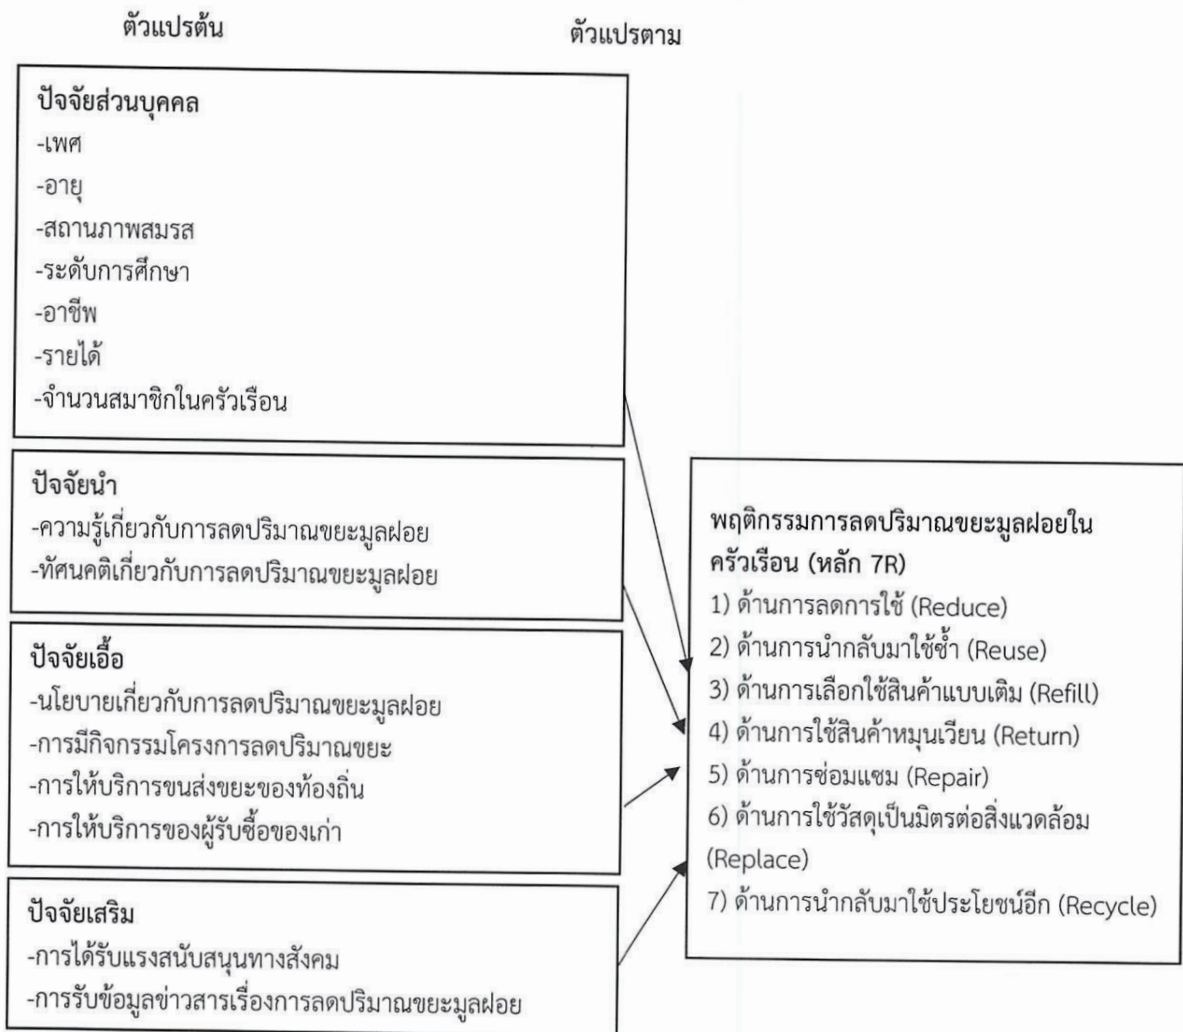 ตัวแปรต้น
ตัวแปรตาม
ปัจจัยส่วนบุคคล
-เพศ
-อายุ
-สถานภาพสมรส
-ระดับการศึกษา
-อาชีพ
-รายได้
-จำนวนสมาชิกในครัวเรือน
ปัจจัยนำ
-ความรู้เกี่ยวกับการลดปริมาณขยะมูลฝอย
-ทัศนคติเกี่ยวกับการลดปริมาณขยะมูลฝอย
ปัจจัยเอื้อ
-นโยบายเกี่ยวกับการลดปริมาณขยะมูลฝอย
-การมีกิจกรรมโครงการลดปริมาณขยะ
-การให้บริการขนส่งขยะของท้องถิ่น
-การให้บริการของผู้รับซื้อของเก่า
ปัจจัยเสริม
-การได้รับแรงสนับสนุนทางสังคม
-การรับข้อมูลข่าวสารเรื่องการลดปริมาณขยะมูลฝอย
พฤติกรรมการลดปริมาณขยะมูลฝอยใน
ครัวเรือน (หลัก 7R)
1) ด้านการลดการใช้ (Reduce)
2) ด้านการนำกลับมาใช้ซ้ำ (Reuse)
3) ด้านการเลือกใช้สินค้าแบบเติม (Refill)
4) ด้านการใช้สินค้าหมุนเวียน (Return)
5) ด้านการซ่อมแซม (Repair)
6) ด้านการใช้วัสดุเป็นมิตรต่อสิ่งแวดล้อม
(Replace)
7) ด้านการนำกลับมาใช้ประโยชน์อีก (Recycle)